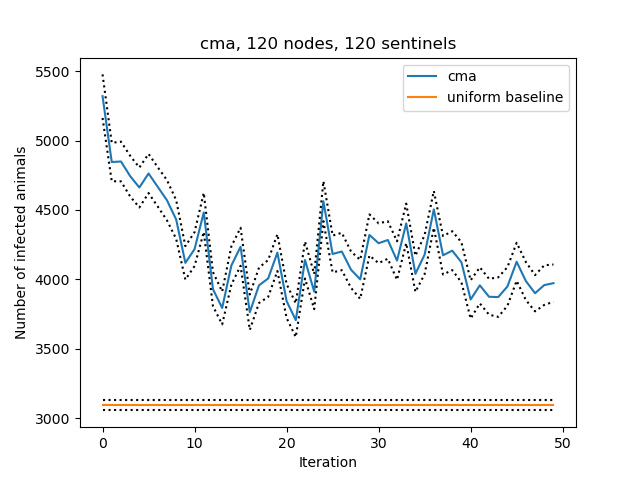 cma, 120 nodes, 120 sentinels
cma
uniform baseline
Number of infected animals
5500
5000
4500
4000
3500
3000
0 10 20 30 40 50
Iteration